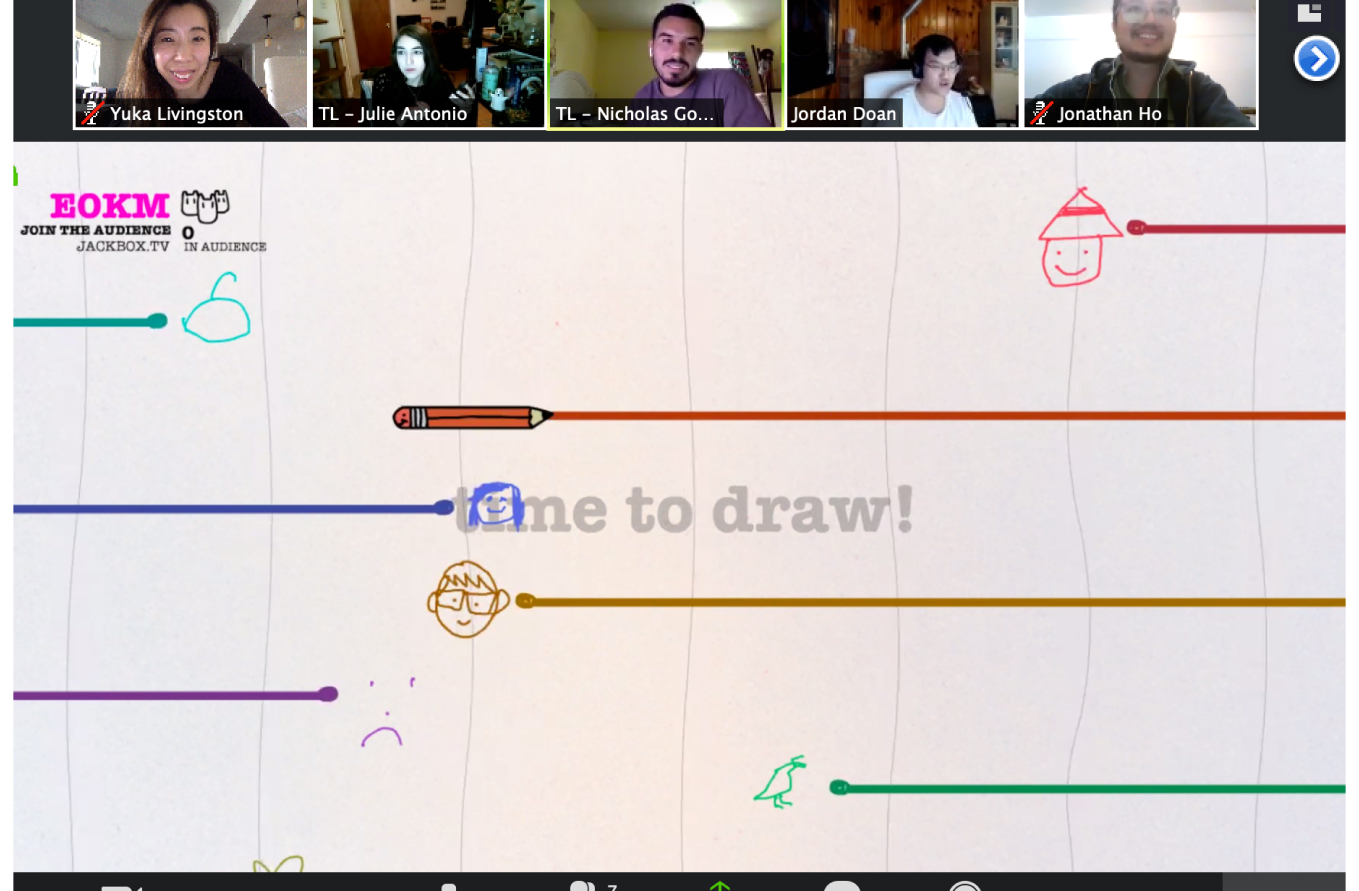 Yuka Livingston
TL - Julie Antonio
TL - Nicholas Go...
Jordan Doan
Jonathan Ho
EOKM
JOIN THE AUDIENCE
JACKBOX.TV
0
IN AUDIENCE
time to draw!
7